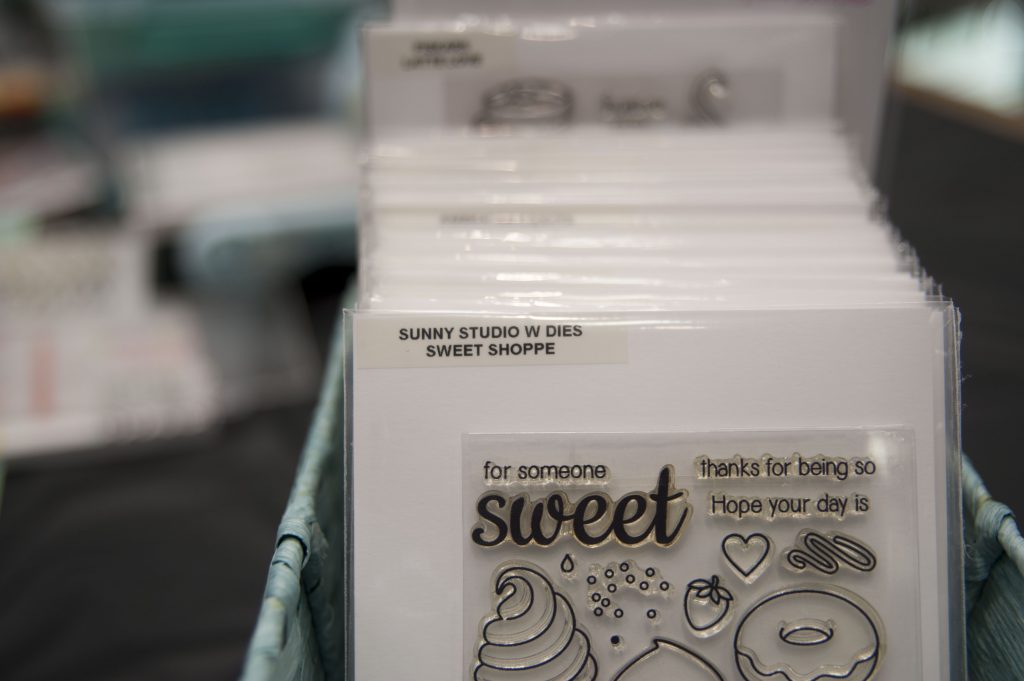 SUNNY STUDIO W DIES
SWEET SHOPPE
for someone
sweet
thanks for being so
Hope your day is